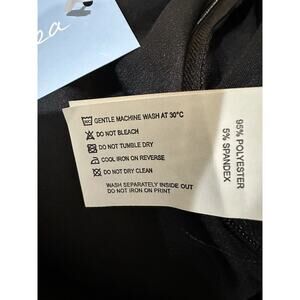 GENTLE MACHINE WASH AT 30°C
DO NOT BLEACH
DO NOT TUMBLE DRY
COOL IRON ON REVERSE
DO NOT DRY CLEAN
WASH SEPARATELY INSIDE OUT
DO NOT IRON ON PRINT
95% POLYESTER
5% SPANDEX